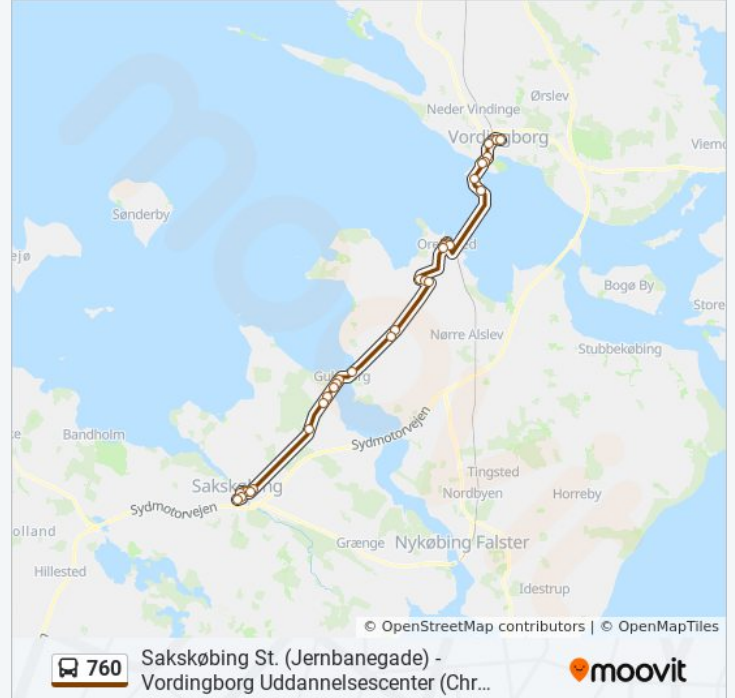 Ørslev
Neder Vindinge
Vordingborg
Viemo
Sønderby
ejø
Bogø By
Store
Nørre Alslev
Stubbekøbing
Sydmotorvejen
Bandholm
Tingsted
Sakskøbing
Nordbyen
Horreby
Sydmotorvejen
olland
Grænge
Nykøbing Falster
Hillested
Idestrup
© OpenStreetMap contributors | © OpenMapTiles
760
Sakskøbing St. (Jernbanegade) -
Vordingborg Uddannelsescenter (Chr...
moovit